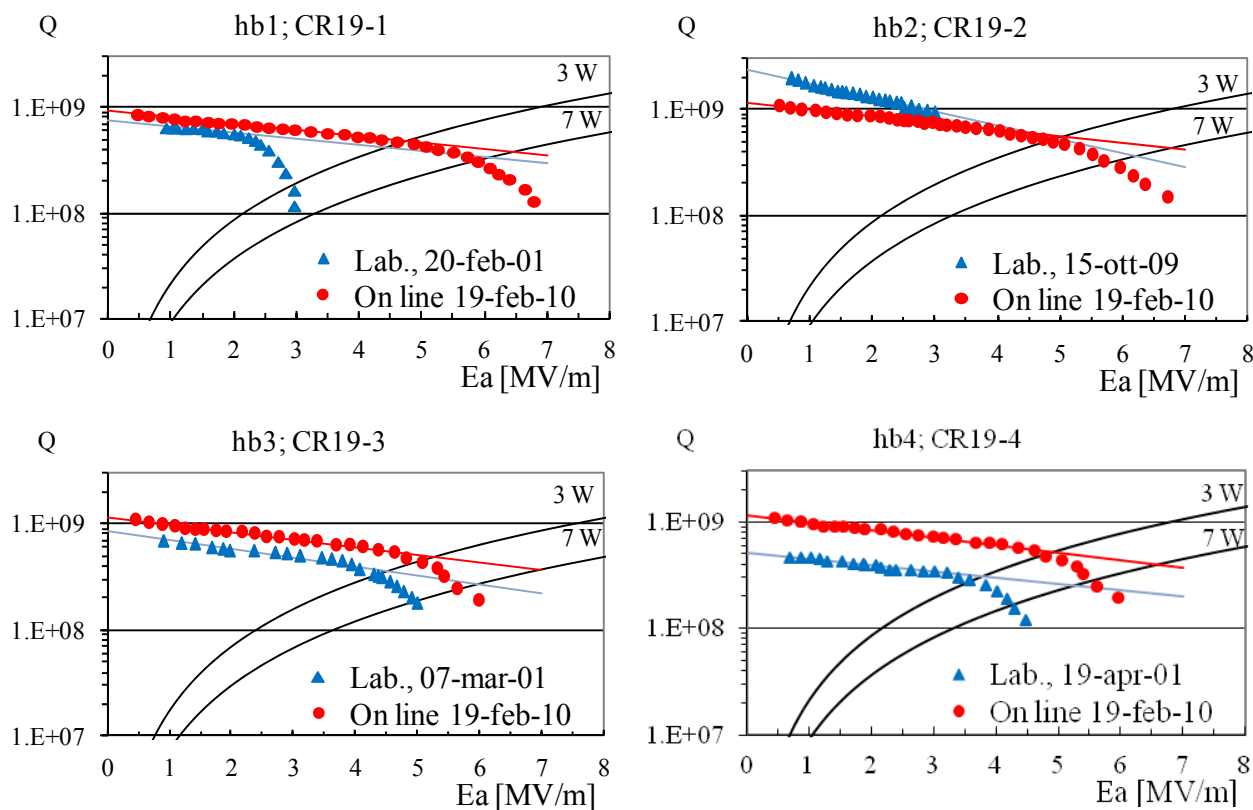 Q hb1; CR19-1
3 W
1.E+09
7 W
1.E+08
Lab., 20-feb-01
On line 19-feb-10
1.E+07
0 1 2 3 4 5 6 7 8
Ea [MV/m]
Q hb2; CR19-2
3 W
1.E+09
7 W
1.E+08
Lab., 15-ott-09
On line 19-feb-10
1.E+07
0 1 2 3 4 5 6 7 8
Ea [MV/m]
Q hb3; CR19-3
3 W
1.E+09
7 W
1.E+08
Lab., 07-mar-01
On line 19-feb-10
1.E+07
0 1 2 3 4 5 6 7 8
Ea [MV/m]
Q hb4; CR19-4
3 W
1.E+09
7 W
1.E+08
Lab., 19-apr-01
On line 19-feb-10
1.E+07
0 1 2 3 4 5 6 7 8
Ea [MV/m]